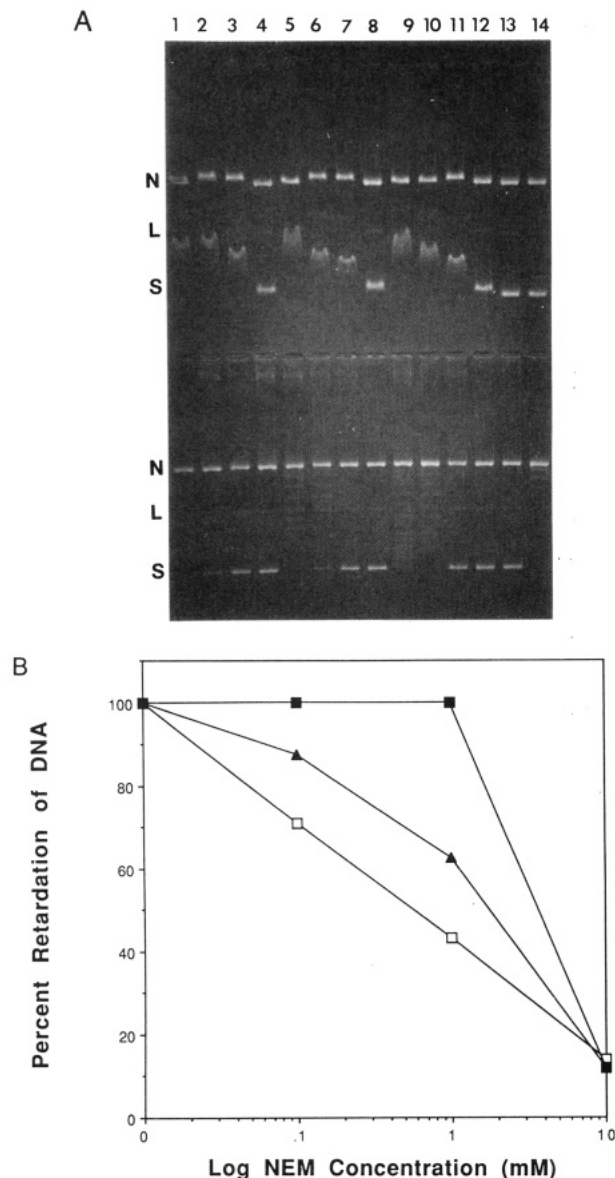 A
1 2 3 4 5 6 7 8 9 10 11 12 13 14
N
L
S
N
L
S
B
Percent Retardation of DNA
100
80
60
40
20
0
0 .1 1 10
Log NEM Concentration (mM)